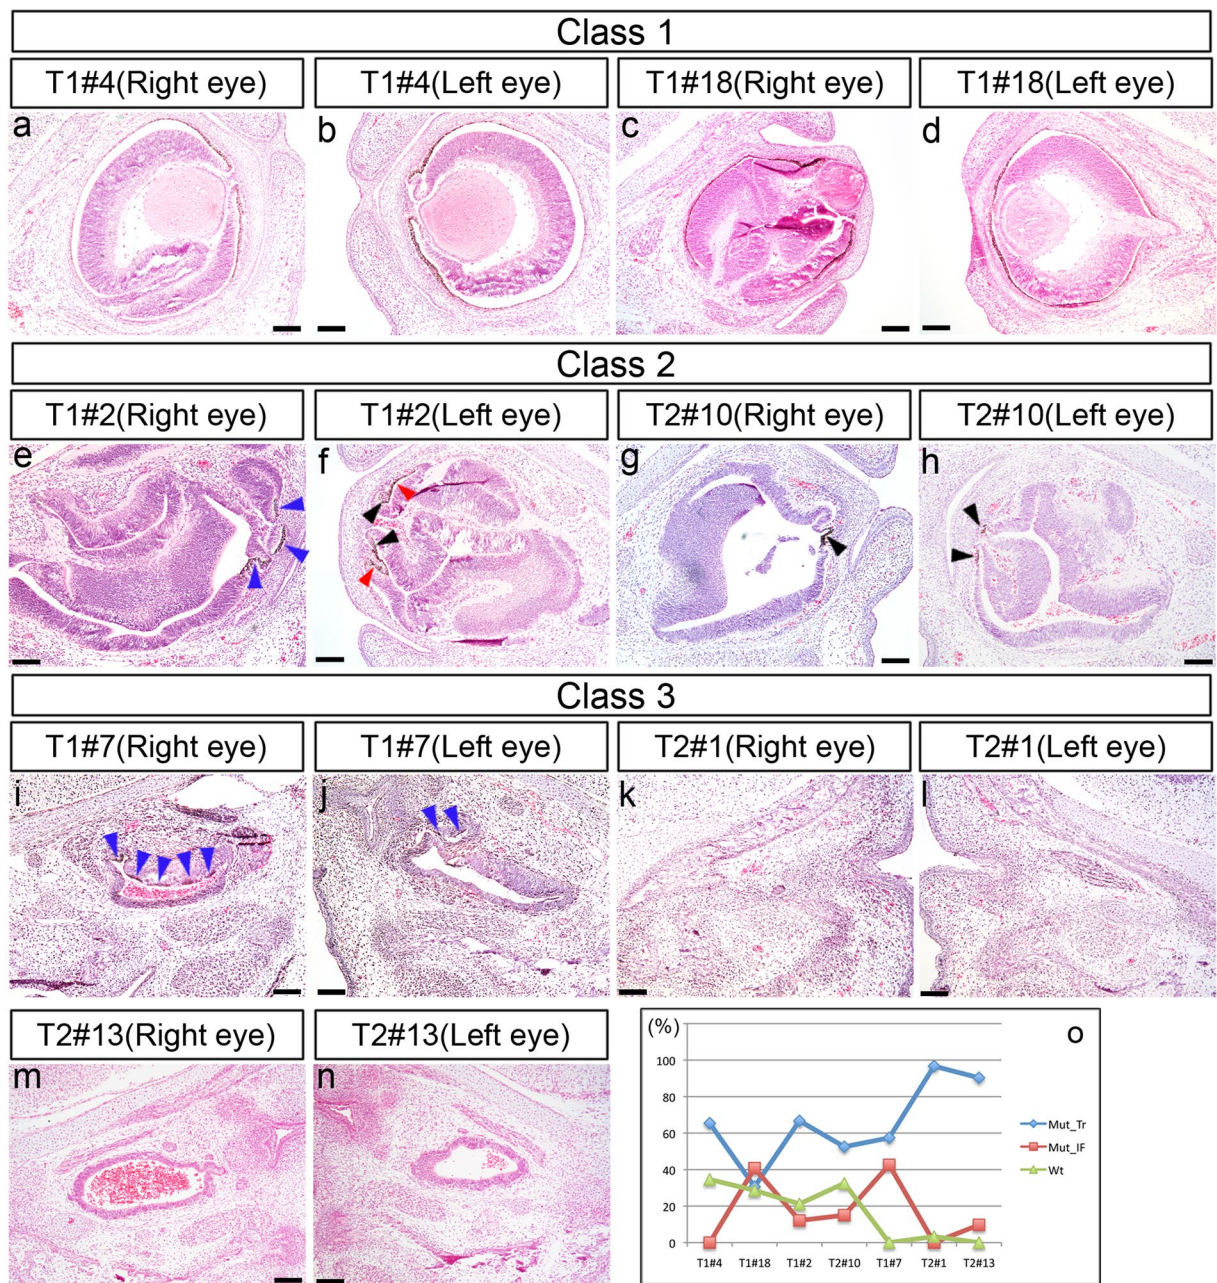 Class 1
T1#4(Right eye) T1#4(Left eye) T1#18(Right eye) T1#18(Left eye)
a b c d
Class 2
T1#2(Right eye) T1#2(Left eye) T2#10(Right eye) T2#10(Left eye)
e f g h
Class 3
T1#7(Right eye) T1#7(Left eye) T2#1(Right eye) T2#1(Left eye)
i j k l
T2#13(Right eye) T2#13(Left eye)
m n o
(%)
100
80
60
40
20
0
T1#4 T1#18 T1#2 T2#10 T1#7 T2#1 T2#13
Mut_Tr
Mut_IF
Wt